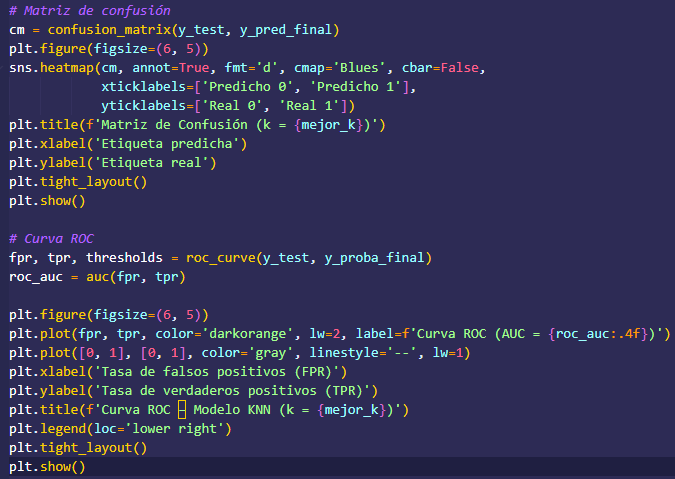 # Matriz de confusión
cm = confusion_matrix(y_test, y_pred_final)
plt.figure(figsize=(6, 5))
sns.heatmap(cm, annot=True, fmt='d', cmap='Blues', cbar=False,
            xticklabels=['Predicho 0', 'Predicho 1'],
            yticklabels=['Real 0', 'Real 1'])
plt.title(f'Matriz de Confusión (k = {mejor_k})')
plt.xlabel('Etiqueta predicha')
plt.ylabel('Etiqueta real')
plt.tight_layout()
plt.show()

# Curva ROC
fpr, tpr, thresholds = roc_curve(y_test, y_proba_final)
roc_auc = auc(fpr, tpr)

plt.figure(figsize=(6, 5))
plt.plot(fpr, tpr, color='darkorange', lw=2, label=f'Curva ROC (AUC = {roc_auc:.4f})')
plt.plot([0, 1], [0, 1], color='gray', linestyle='--', lw=1)
plt.xlabel('Tasa de falsos positivos (FPR)')
plt.ylabel('Tasa de verdaderos positivos (TPR)')
plt.title(f'Curva ROC – Modelo KNN (k = {mejor_k})')
plt.legend(loc='lower right')
plt.tight_layout()
plt.show()